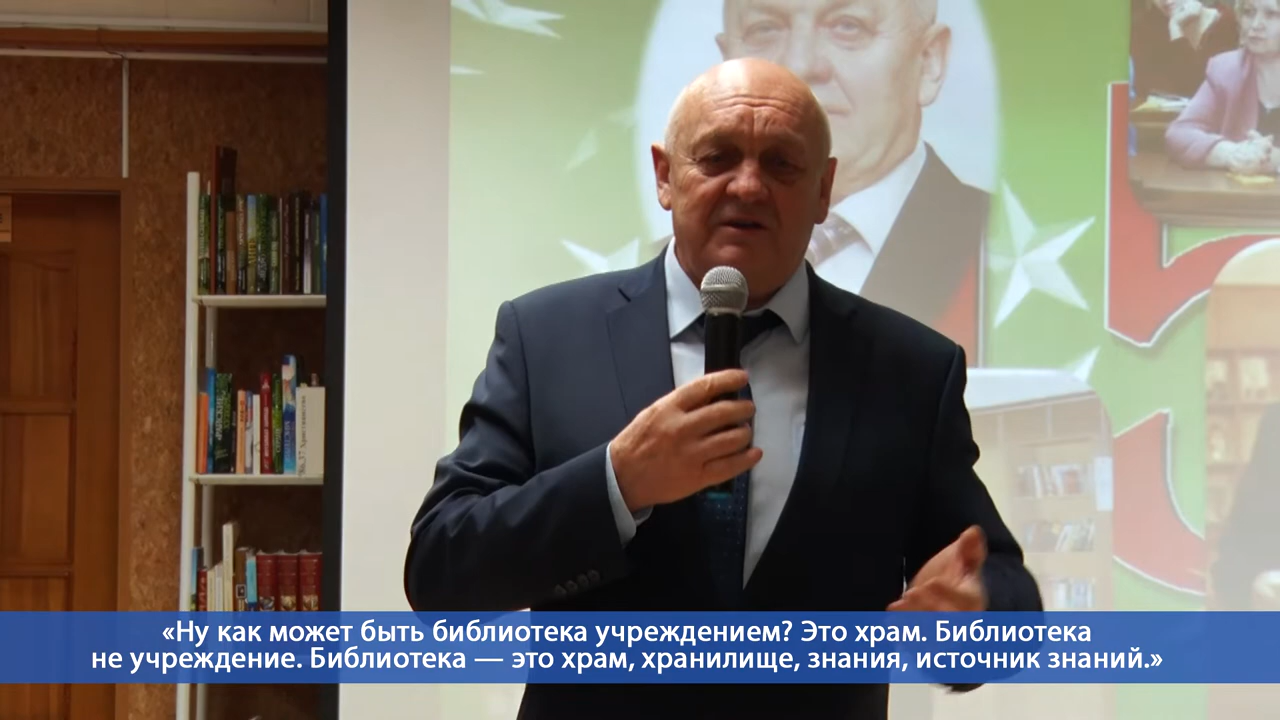 «Ну как может быть библиотека учреждением? Это храм. Библиотека
не учреждение. Библиотека — это храм, хранилище, знания, источник знаний.»